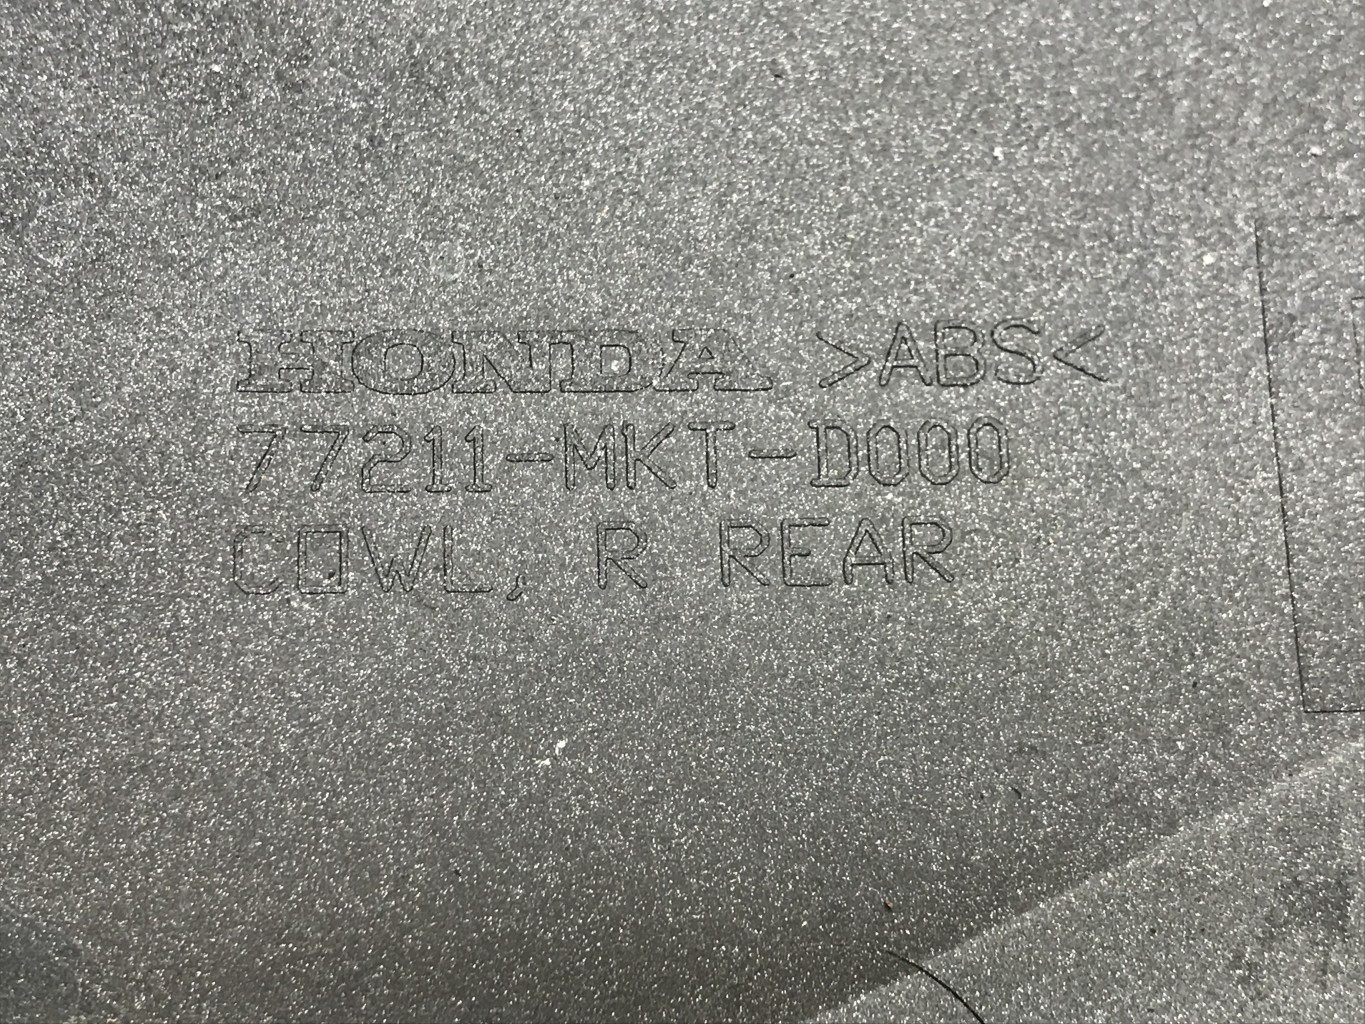 HONDA >ABS<
77211-MKT-D000
COWL, R REAR